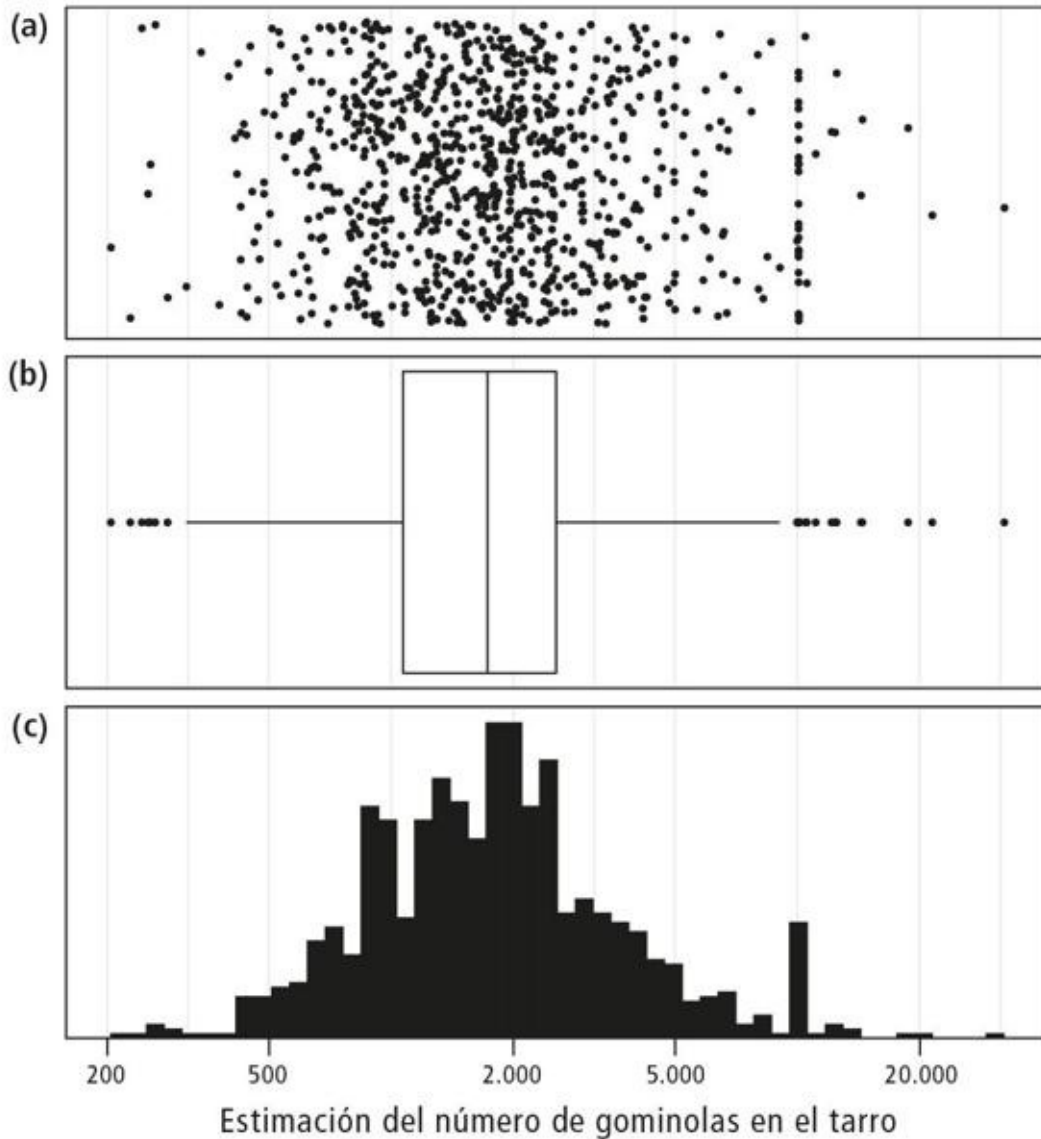 (a)
(b)
(c)
200 500 2.000 5.000 20.000
Estimación del número de gominolas en el tarro